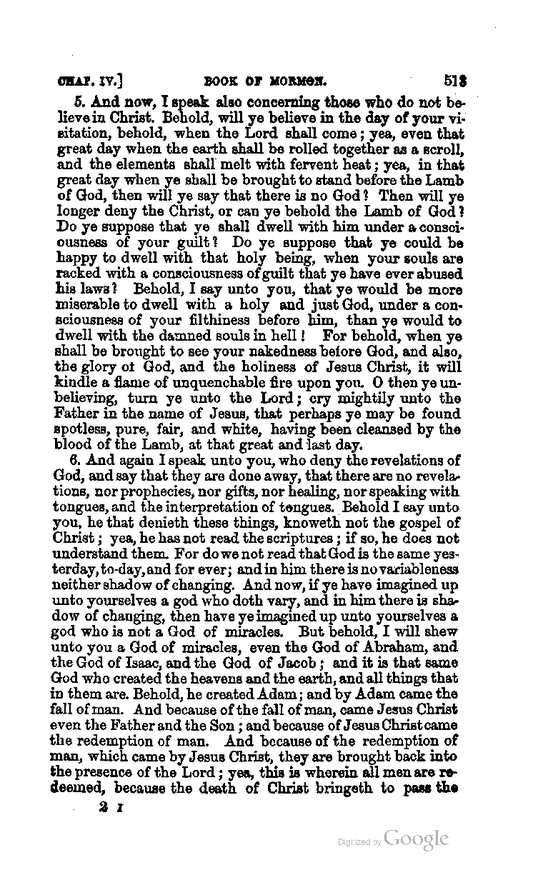 CHAP. IV.] BOOK OF MORMON. 513
5. And now, I speak also concerning those who do not be-
lieve in Christ. Behold, will ye believe in the day of your vi-
sitation, behold, when the Lord shall come; yea, even that
great day when the earth shall be rolled together as a scroll,
and the elements shall melt with fervent heat; yea, in that
great day when ye shall be brought to stand before the Lamb
of God, then will ye say that there is no God? Then will ye
longer deny the Christ, or can ye behold the Lamb of God?
Do ye suppose that ye shall dwell with him under a consci-
ousness of your guilt? Do ye suppose that ye could be
happy to dwell with that holy being, when your souls are
racked with a consciousness of guilt that ye have ever abused
his laws? Behold, I say unto you, that ye would be more
miserable to dwell with a holy and just God, under a con-
sciousness of your filthiness before him, than ye would to
dwell with the damned souls in hell! For behold, when ye
shall be brought to see your nakedness before God, and also,
the glory of God, and the holiness of Jesus Christ, it will
kindle a flame of unquenchable fire upon you. O then ye un-
believing, turn ye unto the Lord; cry mightily unto the
Father in the name of Jesus, that perhaps ye may be found
spotless, pure, fair, and white, having been cleansed by the
blood of the Lamb, at that great and last day.
6. And again I speak unto you, who deny the revelations of
God, and say that they are done away, that there are no revela-
tions, nor prophecies, nor gifts, nor healing, nor speaking with
tongues, and the interpretation of tongues. Behold I say unto
you, he that denieth these things, knoweth not the gospel of
Christ; yea, he has not read the scriptures; if so, he does not
understand them. For do we not read that God is the same yes-
terday, to-day, and for ever; and in him there is no variableness
neither shadow of changing. And now, if ye have imagined up
unto yourselves a god who doth vary, and in him there is sha-
dow of changing, then have ye imagined up unto yourselves a
god who is not a God of miracles. But behold, I will shew
unto you a God of miracles, even the God of Abraham, and
the God of Isaac, and the God of Jacob; and it is that same
God who created the heavens and the earth, and all things that
in them are. Behold, he created Adam; and by Adam came the
fall of man. And because of the fall of man, came Jesus Christ
even the Father and the Son; and because of Jesus Christ came
the redemption of man. And because of the redemption of
man, which came by Jesus Christ, they are brought back into
the presence of the Lord; yea, this is wherein all men are re-
deemed, because the death of Christ bringeth to pass the
2 I
Digitized by Google